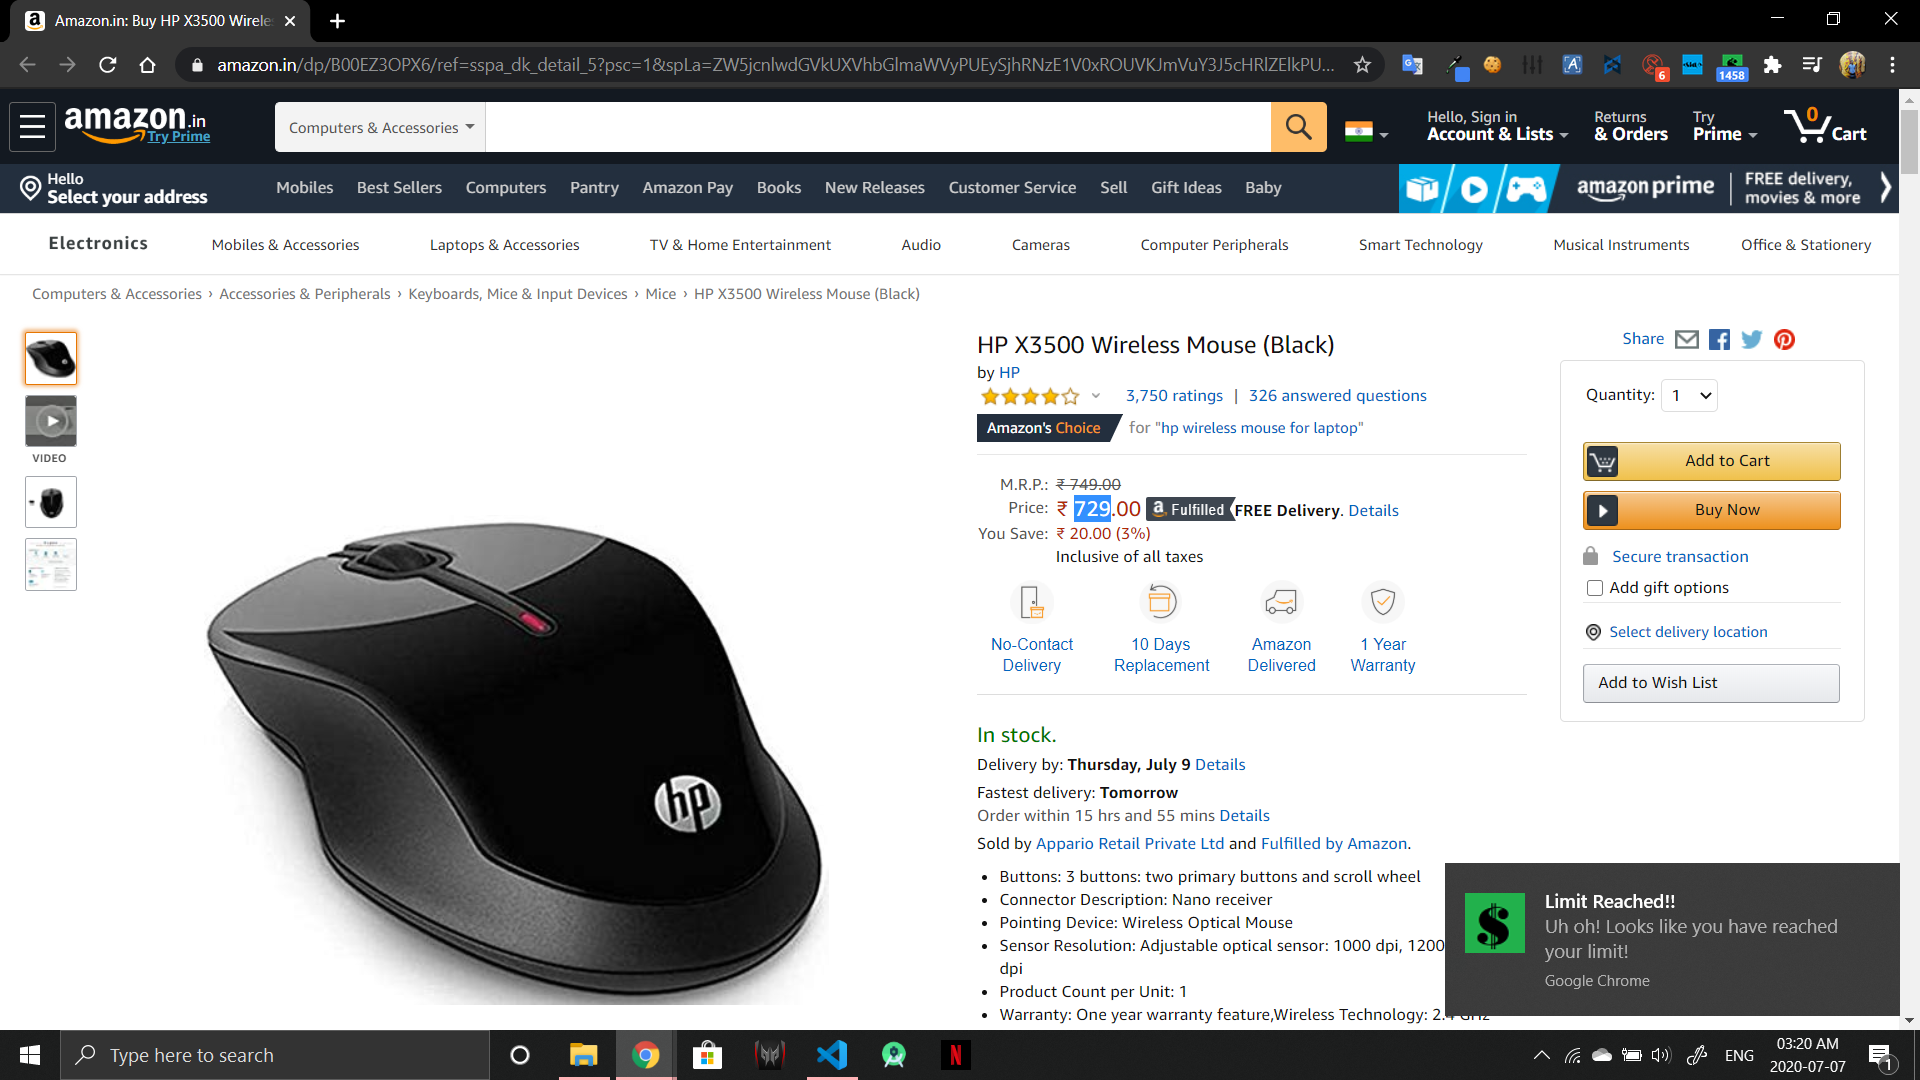 Amazon.in: Buy HP X3500 Wirele
amazon.in/dp/B00EZ3OPX6/ref=sspa_dk_detail_5?psc=1&spLa=ZW5jcnlwdGVkUXVhbGlmaWVyPUEySjhRNzE1V0xROUVKJmVuY3J5cHRlZElkPU...
6
1458
amazon.in
Try Prime
Computers & Accessories
Hello, Sign in
Account & Lists
Returns
& Orders
Try
Prime
0
Cart
Hello
Select your address
Mobiles Best Sellers Computers Pantry Amazon Pay Books New Releases Customer Service Sell Gift Ideas Baby
amazon prime
FREE delivery,
movies & more
Electronics Mobiles & Accessories Laptops & Accessories TV & Home Entertainment Audio Cameras Computer Peripherals Smart Technology Musical Instruments Office & Stationery
Computers & Accessories › Accessories & Peripherals › Keyboards, Mice & Input Devices › Mice › HP X3500 Wireless Mouse (Black)
VIDEO
hp
HP X3500 Wireless Mouse (Black)
by HP
3,750 ratings | 326 answered questions
Amazon's Choice for "hp wireless mouse for laptop"
M.R.P.: ₹ 749.00
Price: ₹ 729.00 a Fulfilled FREE Delivery. Details
You Save: ₹ 20.00 (3%)
Inclusive of all taxes
No-Contact
Delivery
10 Days
Replacement
Amazon
Delivered
1 Year
Warranty
In stock.
Delivery by: Thursday, July 9 Details
Fastest delivery: Tomorrow
Order within 15 hrs and 55 mins Details
Sold by Appario Retail Private Ltd and Fulfilled by Amazon.
• Buttons: 3 buttons: two primary buttons and scroll wheel
• Connector Description: Nano receiver
• Pointing Device: Wireless Optical Mouse
• Sensor Resolution: Adjustable optical sensor: 1000 dpi, 1200
dpi
• Product Count per Unit: 1
• Warranty: One year warranty feature,Wireless Technology: 2.4 GHz
Share
Quantity: 1
Add to Cart
Buy Now
Secure transaction
Add gift options
Select delivery location
Add to Wish List
$
Limit Reached!!
Uh oh! Looks like you have reached
your limit!
Google Chrome
Type here to search
N
ENG
03:20 AM
2020-07-07
1